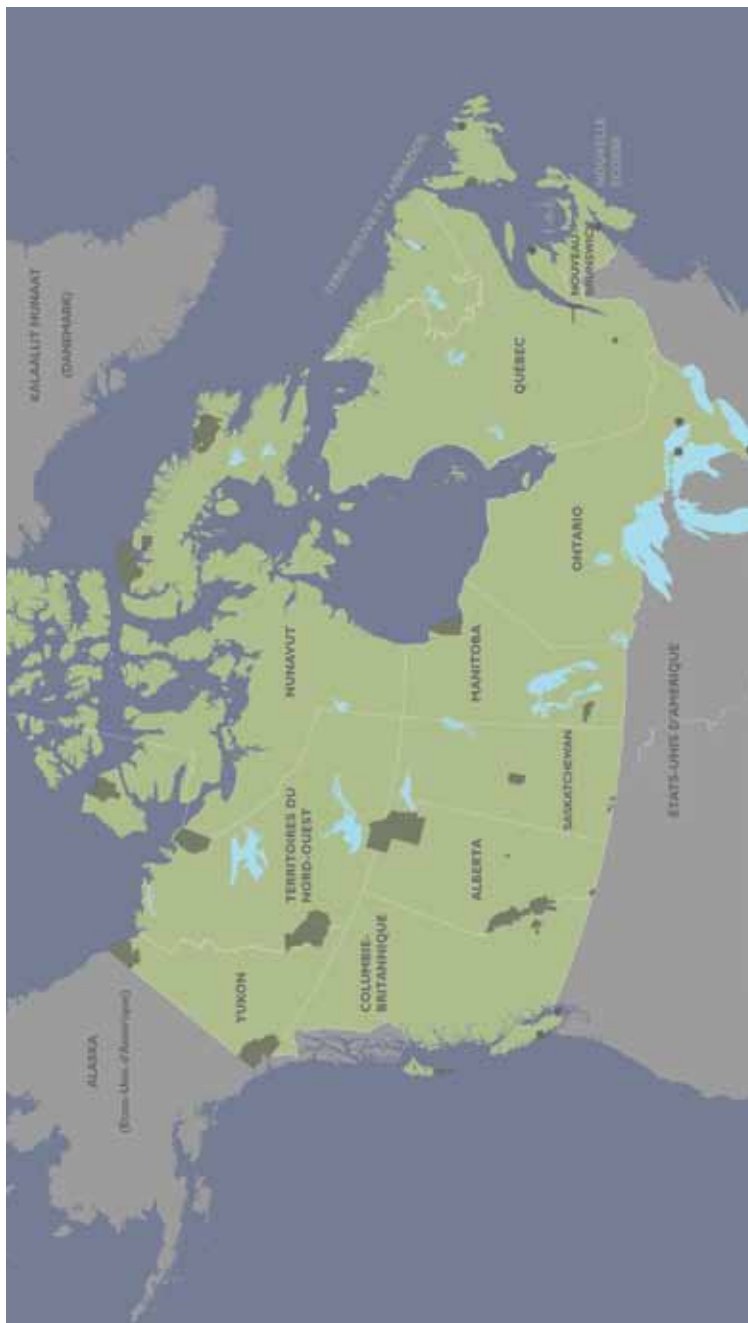 KALAALLIT NUNAAT
(DANEMARK)
ALASKA
(États-Unis d'Amérique)
YUKON
TERRITOIRES DU
NORD-OUEST
NUNAVUT
COLUMBIE-
BRITANNIQUE
ALBERTA
SASKATCHEWAN
MANITOBA
ONTARIO
QUÉBEC
TERRE-NEUVE ET LABRADOR
NOUVEAU-
BRUNSWICK
NOUVELLE
ÉCOSSE
ÉTATS-UNIS D'AMÉRIQUE